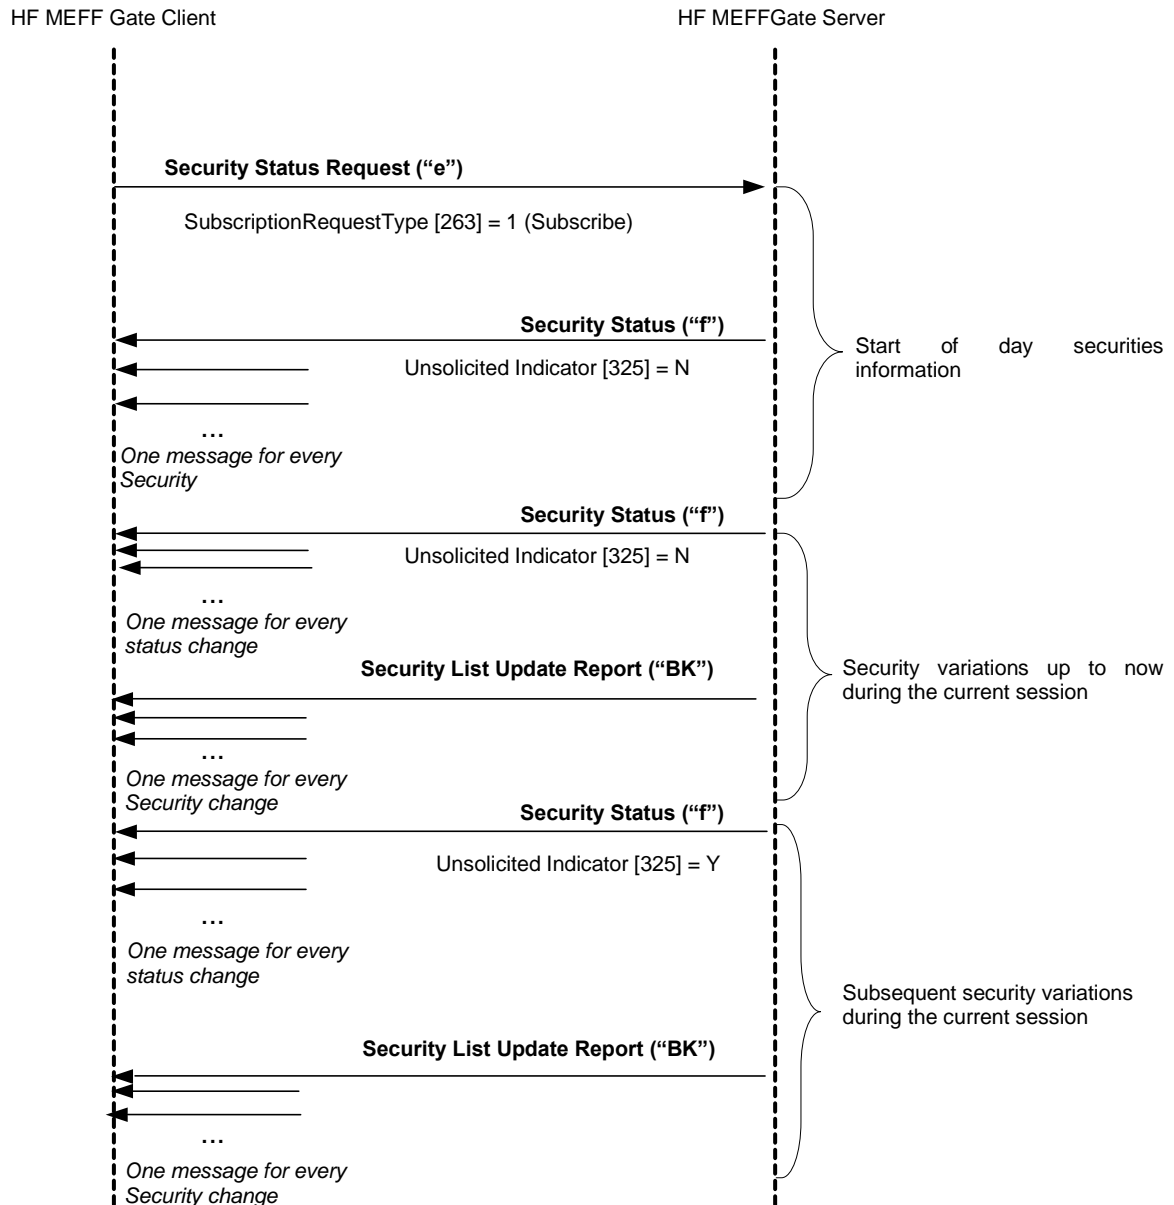 HF MEFF Gate Client
HF MEFFGate Server
Security Status Request (“e”)
SubscriptionRequestType [263] = 1 (Subscribe)
Security Status (“f”)
Unsolicited Indicator [325] = N
Start of day securities
information
...
One message for every
Security
Security Status (“f”)
Unsolicited Indicator [325] = N
...
One message for every
status change
Security List Update Report (“BK”)
Security variations up to now
during the current session
...
One message for every
Security change
Security Status (“f”)
Unsolicited Indicator [325] = Y
...
One message for every
status change
Subsequent security variations
during the current session
Security List Update Report (“BK”)
...
One message for every
Security change